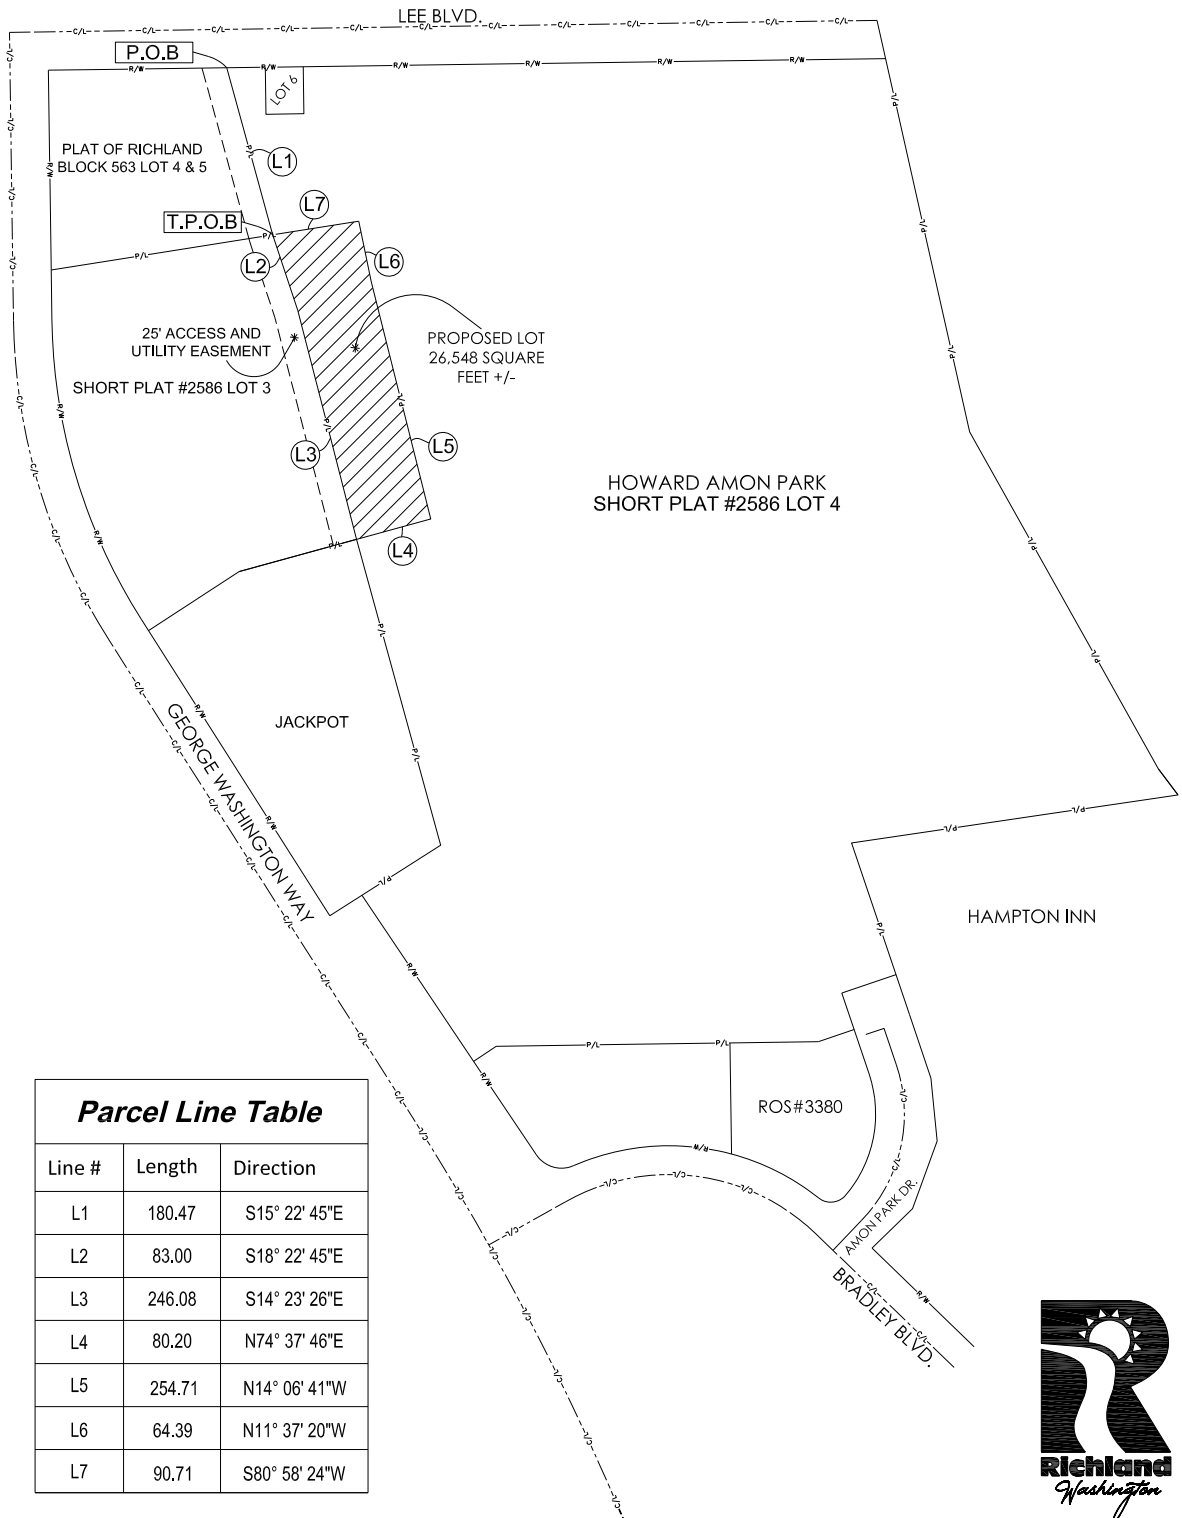 LEE BLVD.
P.O.B
LOT 6
PLAT OF RICHLAND
BLOCK 563 LOT 4 & 5
L1
L7
T.P.O.B
L2
L6
25' ACCESS AND
UTILITY EASEMENT
PROPOSED LOT
26,548 SQUARE
FEET +/-
SHORT PLAT #2586 LOT 3
L3
L5
HOWARD AMON PARK
SHORT PLAT #2586 LOT 4
L4
JACKPOT
GEORGE WASHINGTON WAY
HAMPTON INN
ROS#3380
AMON PARK DR.
BRADLEY BLVD.
C/L
R/W
P/L
Parcel Line Table
Line # Length Direction
L1 180.47 S15° 22' 45"E
L2 83.00 S18° 22' 45"E
L3 246.08 S14° 23' 26"E
L4 80.20 N74° 37' 46"E
L5 254.71 N14° 06' 41"W
L6 64.39 N11° 37' 20"W
L7 90.71 S80° 58' 24"W
Richland
Washington